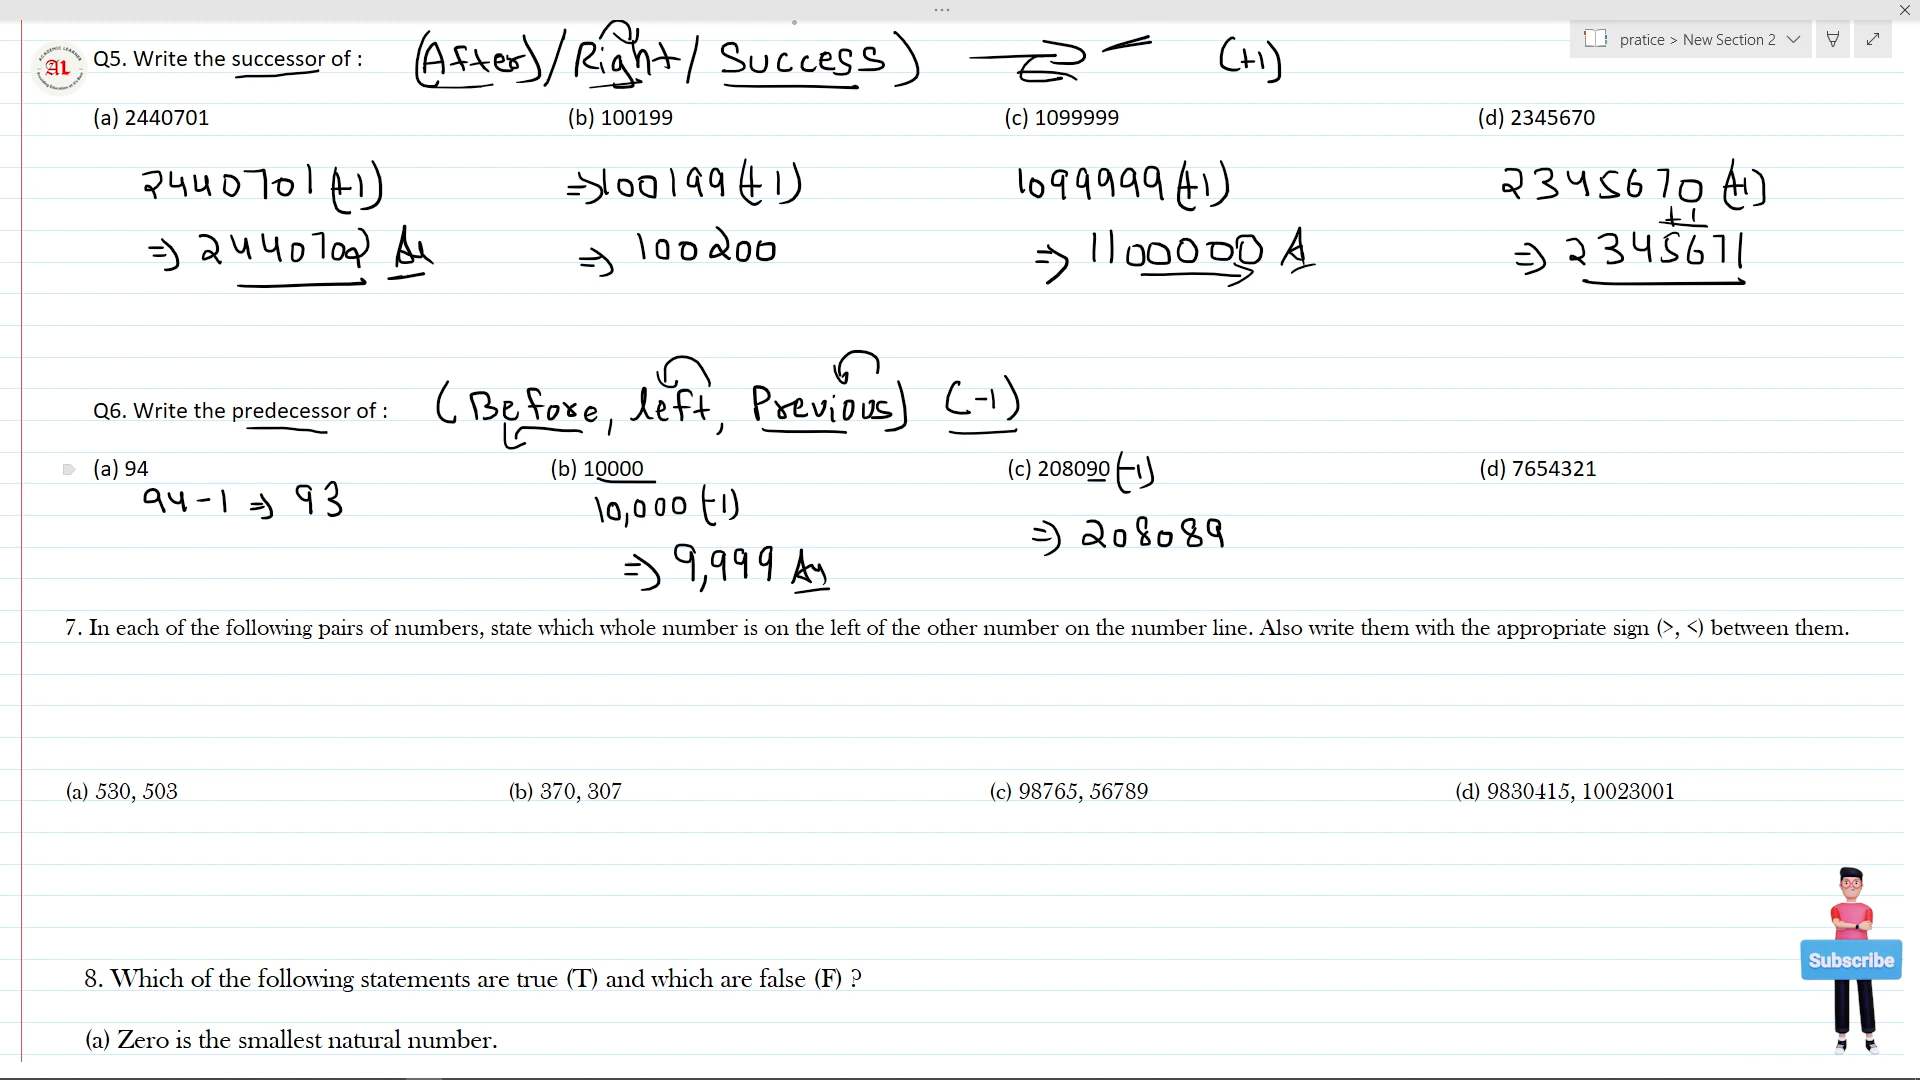 pratice > New Section 2
Q5. Write the successor of : (After)/Right/Success) (+1)
(a) 2440701 (b) 100199 (c) 1099999 (d) 2345670
2440701 (+1) ⇒100199 (+1) 1099999 (+1) 2345670 (+1)
+1
⇒ 2440702 ⇒ 100200 ⇒ 1100000 A ⇒ 2345671
Q6. Write the predecessor of : (Before, left, Previous) (-1)
(a) 94 (b) 10000 (c) 208090 (-1) (d) 7654321
94-1 ⇒ 93 10,000 (-1) ⇒ 208089
⇒ 9,999
7. In each of the following pairs of numbers, state which whole number is on the left of the other number on the number line. Also write them with the appropriate sign (>, <) between them.
(a) 530, 503 (b) 370, 307 (c) 98765, 56789 (d) 9830415, 10023001
Subscribe
8. Which of the following statements are true (T) and which are false (F) ?
(a) Zero is the smallest natural number.